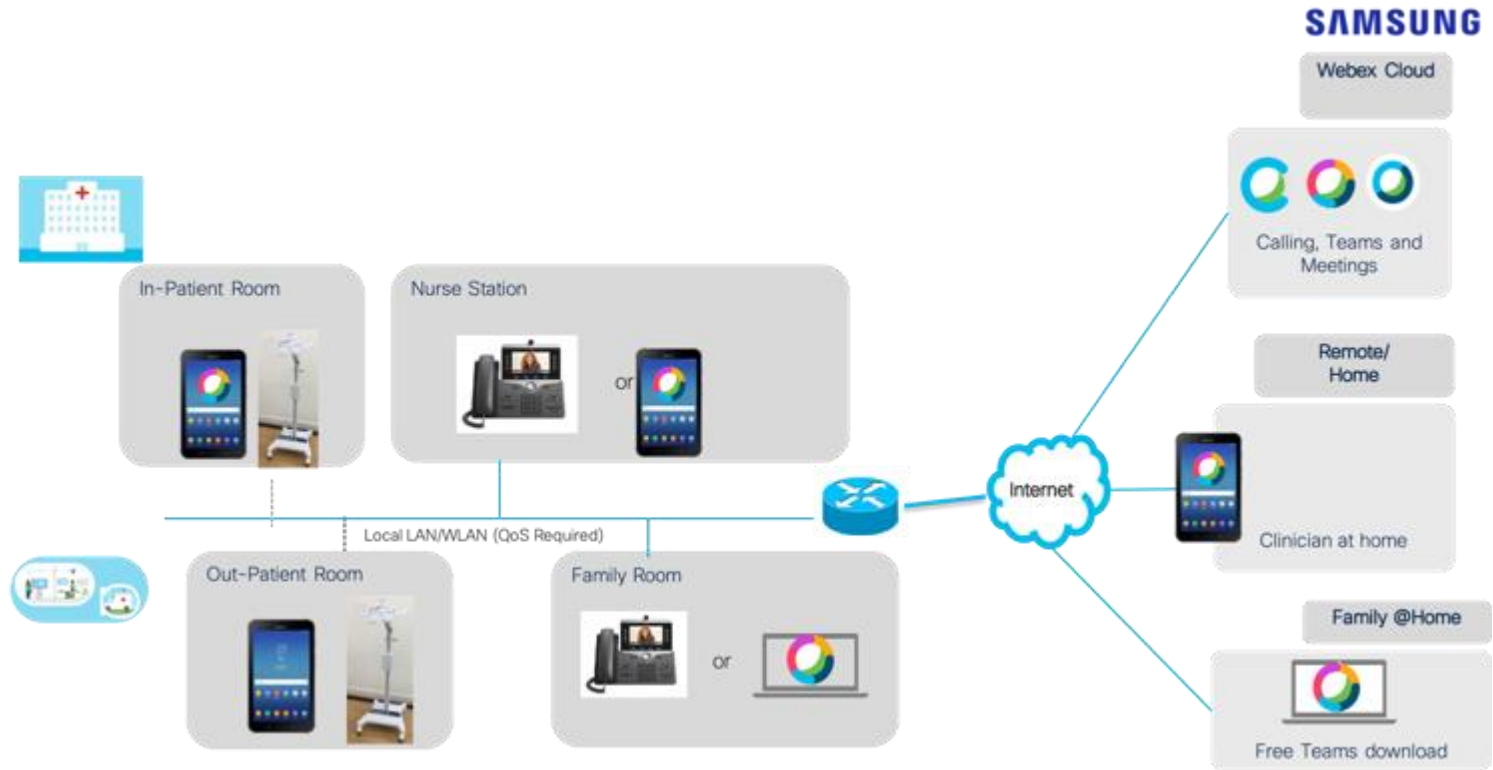 SAMSUNG
Webex Cloud
Calling, Teams and
Meetings
In-Patient Room
Nurse Station
or
Remote/
Home
Internet
Clinician at home
Local LAN/WLAN (QoS Required)
Out-Patient Room
Family Room
or
Family @Home
Free Teams download